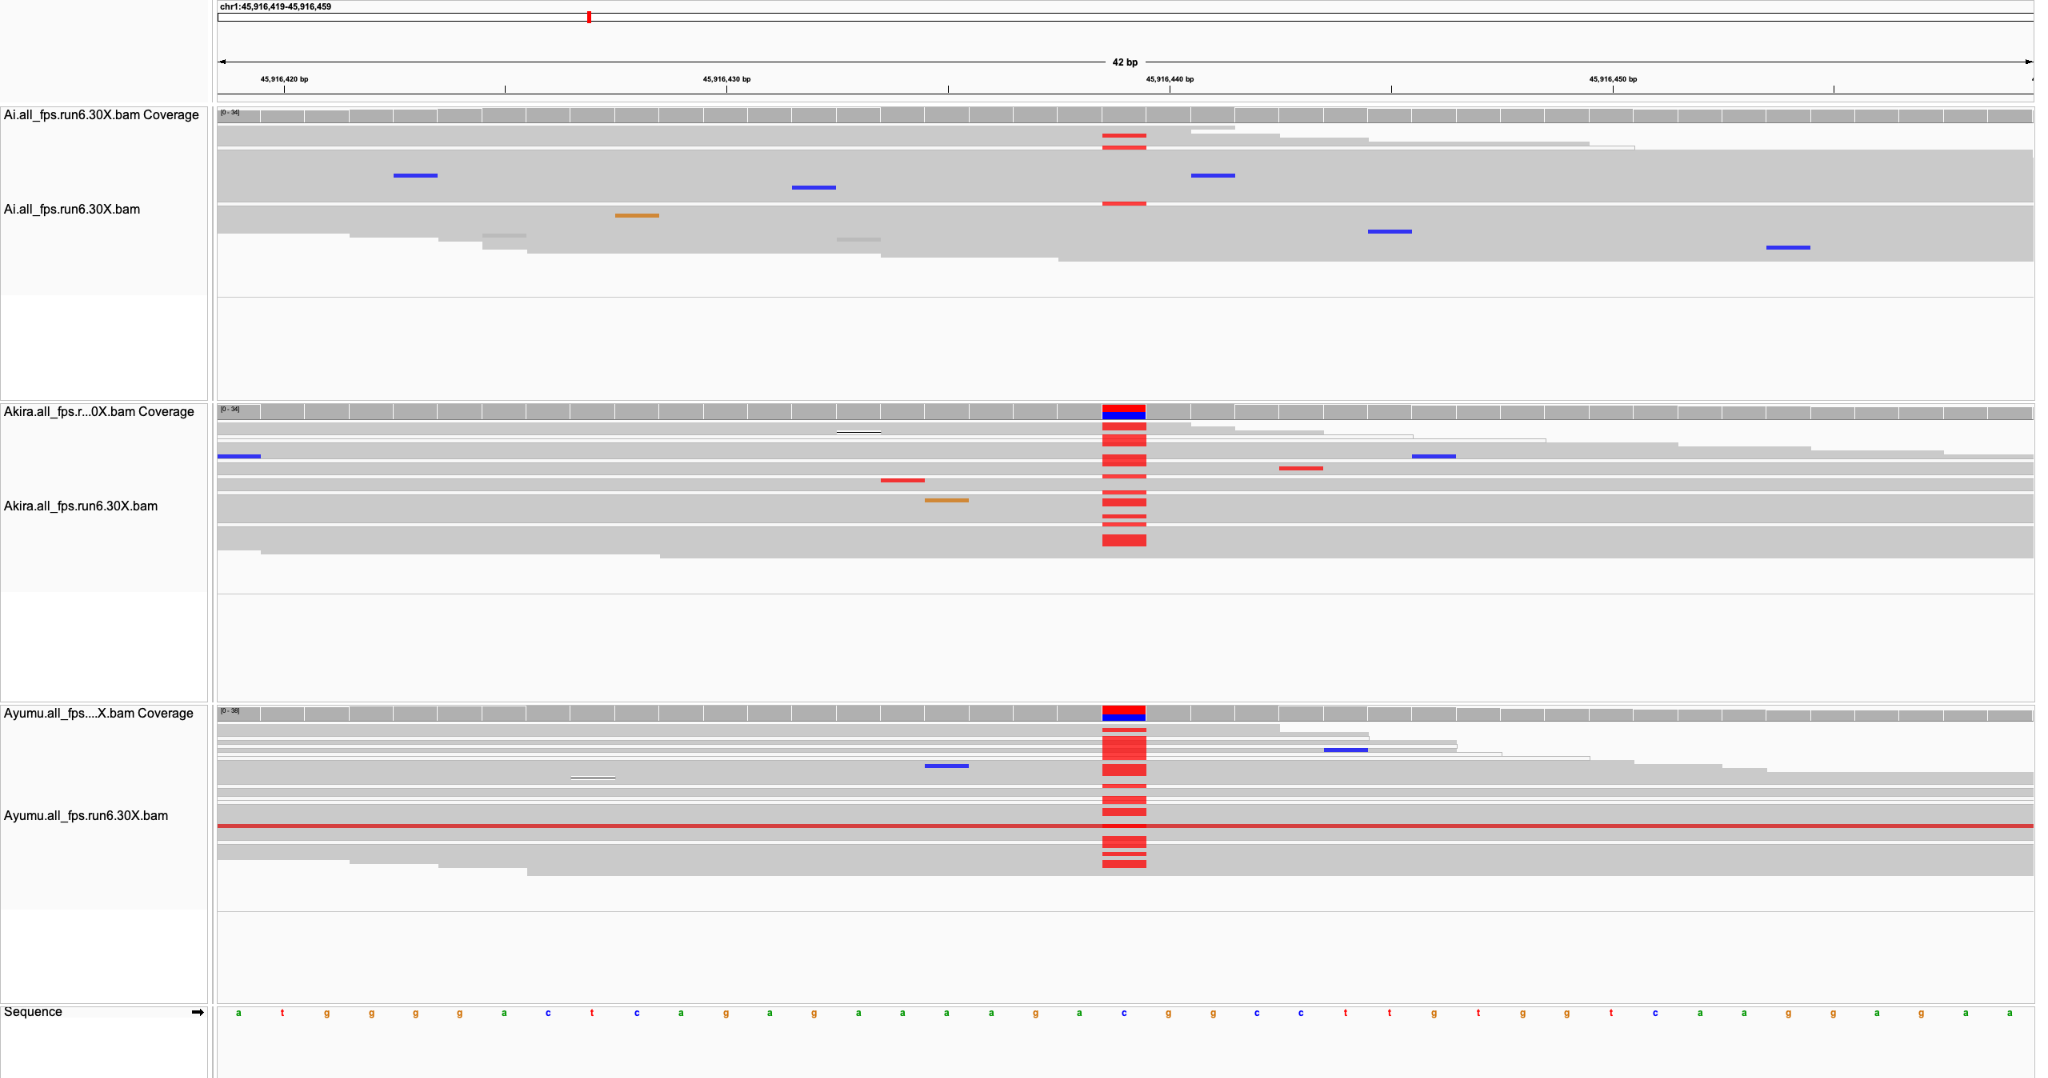 chr1:45,916,419-45,916,459
42 bp
45,916,420 bp 45,916,430 bp 45,916,440 bp 45,916,450 bp
Ai.all_fps.run6.30X.bam Coverage
[0 - 34]
Ai.all_fps.run6.30X.bam
Akira.all_fps.r...0X.bam Coverage
[0 - 34]
Akira.all_fps.run6.30X.bam
Ayumu.all_fps....X.bam Coverage
[0 - 38]
Ayumu.all_fps.run6.30X.bam
Sequence a t g g g g a c t c a g a g a a a a g a c g g c c t t g t g g t c a a g g a g a a